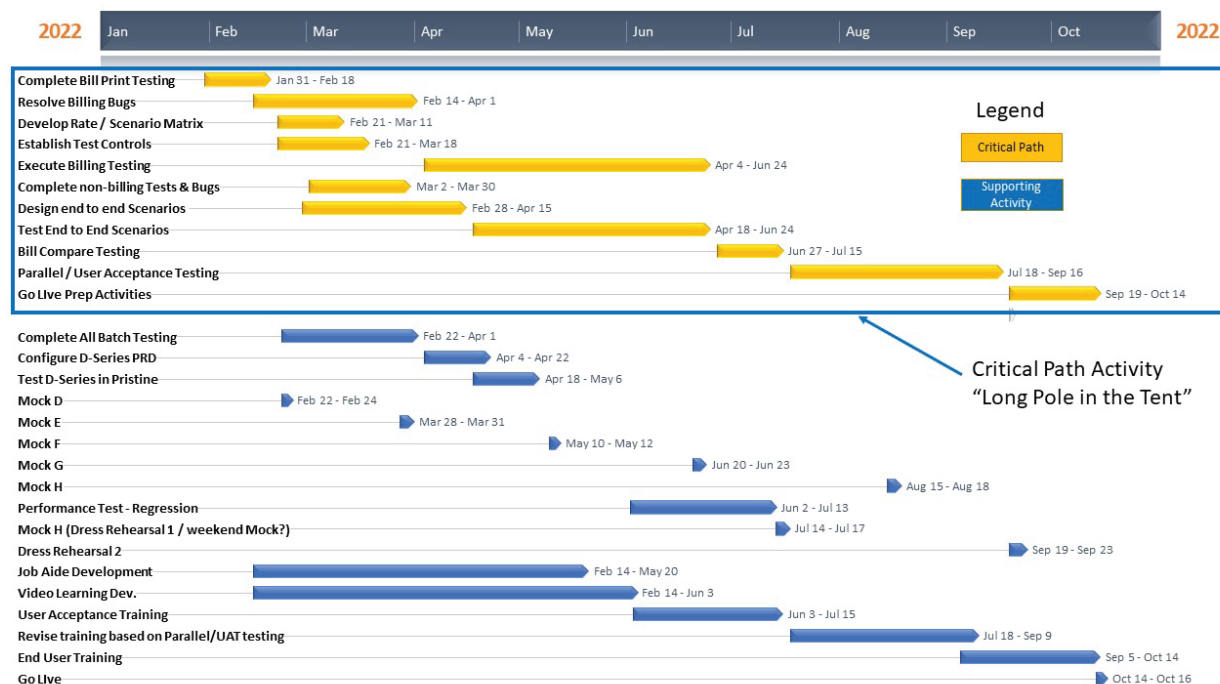 2022 Jan Feb Mar Apr May Jun Jul Aug Sep Oct 2022
Complete Bill Print Testing Jan 31 - Feb 18
Resolve Billing Bugs Feb 14 - Apr 1
Develop Rate / Scenario Matrix Feb 21 - Mar 11
Establish Test Controls Feb 21 - Mar 18
Execute Billing Testing Apr 4 - Jun 24
Complete non-billing Tests & Bugs Mar 2 - Mar 30
Design end to end Scenarios Feb 28 - Apr 15
Test End to End Scenarios Apr 18 - Jun 24
Bill Compare Testing Jun 27 - Jul 15
Parallel / User Acceptance Testing Jul 18 - Sep 16
Go LIve Prep Activities Sep 19 - Oct 14
Legend
Critical Path
Supporting
Activity
Complete All Batch Testing Feb 22 - Apr 1
Configure D-Series PRD Apr 4 - Apr 22
Test D-Series in Pristine Apr 18 - May 6
Mock D Feb 22 - Feb 24
Mock E Mar 28 - Mar 31
Mock F May 10 - May 12
Mock G Jun 20 - Jun 23
Mock H Aug 15 - Aug 18
Performance Test - Regression Jun 2 - Jul 13
Mock H (Dress Rehearsal 1 / weekend Mock?) Jul 14 - Jul 17
Dress Rehearsal 2 Sep 19 - Sep 23
Job Aide Development Feb 14 - May 20
Video Learning Dev. Feb 14 - Jun 3
User Acceptance Training Jun 3 - Jul 15
Revise training based on Parallel/UAT testing Jul 18 - Sep 9
End User Training Sep 5 - Oct 14
Go LIve Oct 14 - Oct 16
Critical Path Activity
“Long Pole in the Tent”